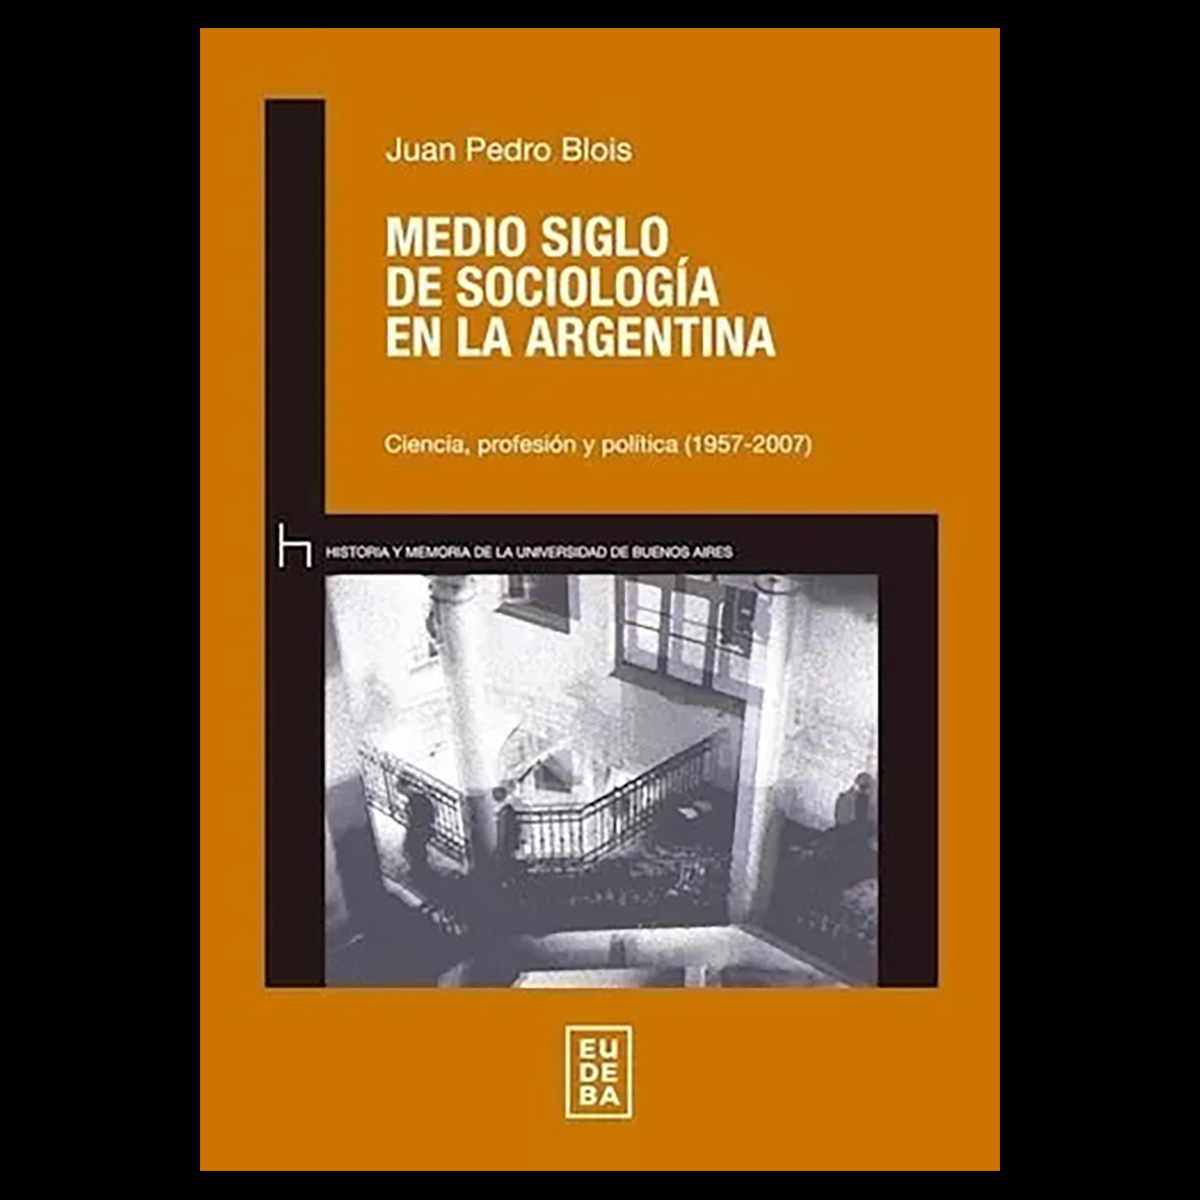 Juan Pedro Blois
MEDIO SIGLO
DE SOCIOLOGÍA
EN LA ARGENTINA
Ciencia, profesión y política (1957-2007)
HISTORIA Y MEMORIA DE LA UNIVERSIDAD DE BUENOS AIRES
EU
DE
BA